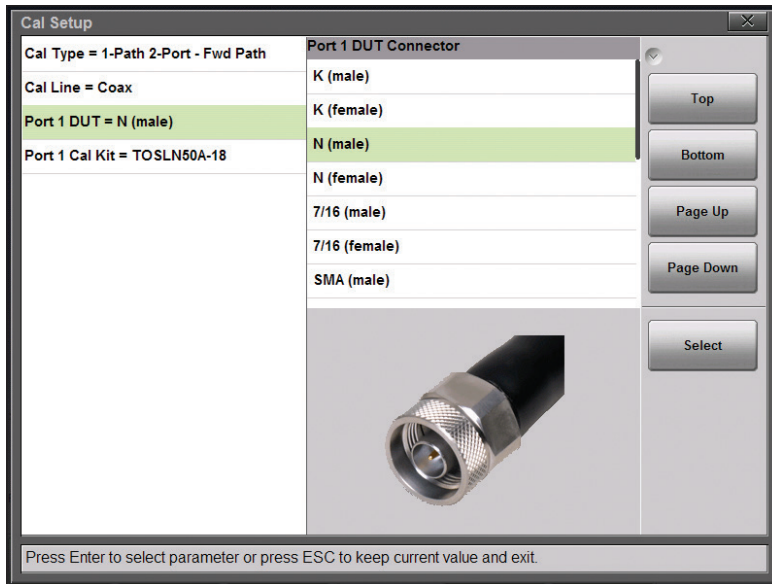 Cal Setup
Cal Type = 1-Path 2-Port - Fwd Path
Cal Line = Coax
Port 1 DUT = N (male)
Port 1 Cal Kit = TOSLN50A-18
Port 1 DUT Connector
K (male)
K (female)
N (male)
N (female)
7/16 (male)
7/16 (female)
SMA (male)
Top
Bottom
Page Up
Page Down
Select
Press Enter to select parameter or press ESC to keep current value and exit.